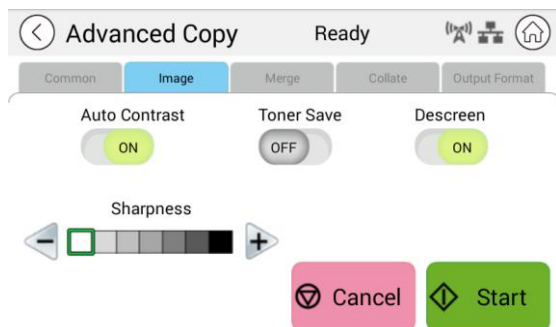 Advanced Copy Ready
Common Image Merge Collate Output Format
Auto Contrast Toner Save Descreen
ON OFF ON
Sharpness
Cancel Start